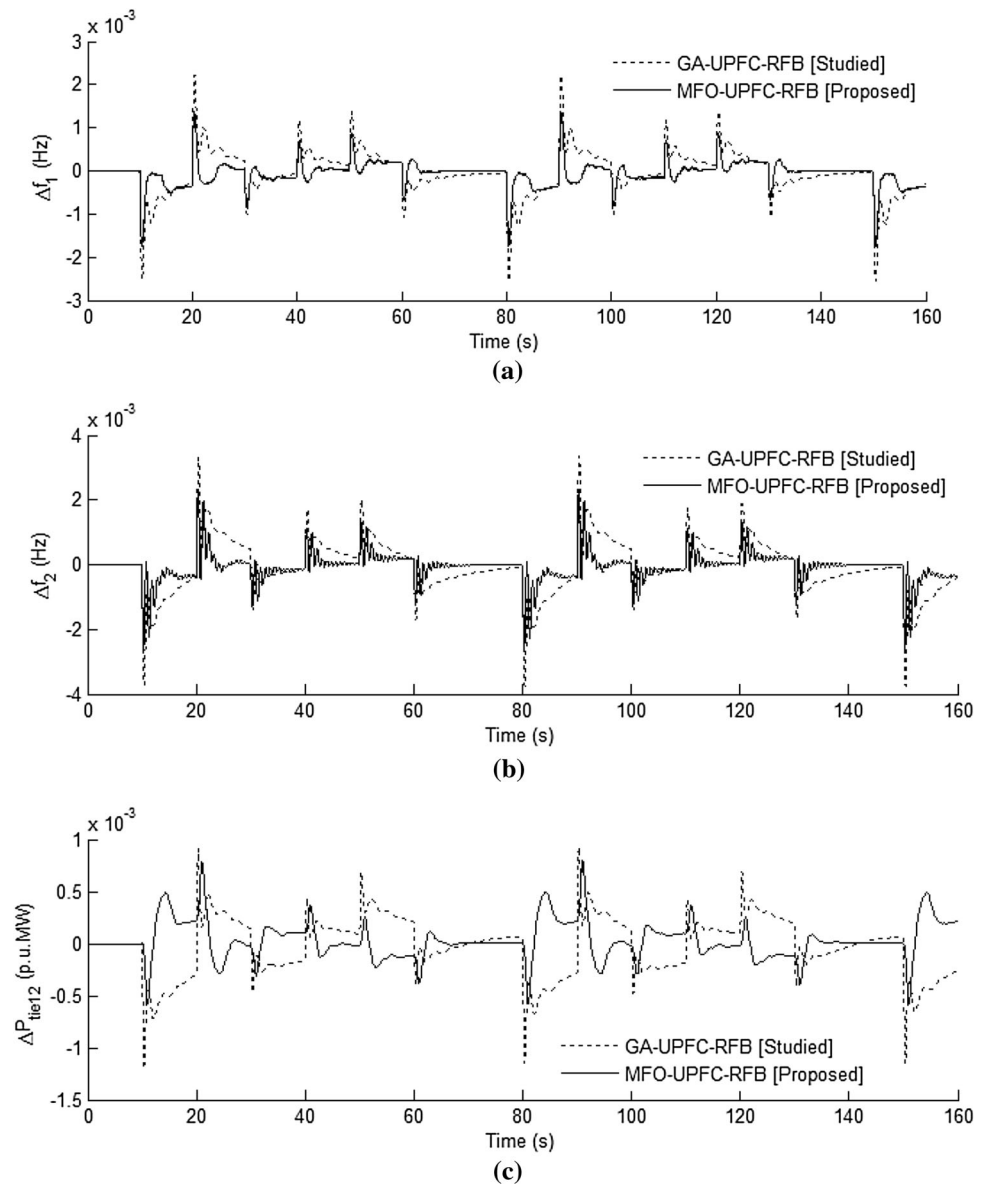 x 10⁻³
3
2
1
0
-1
-2
-3
Δf₁ (Hz)
GA-UPFC-RFB [Studied]
MFO-UPFC-RFB [Proposed]
0 20 40 60 80 100 120 140 160
Time (s)
(a)
x 10⁻³
4
2
0
-2
-4
Δf₂ (Hz)
GA-UPFC-RFB [Studied]
MFO-UPFC-RFB [Proposed]
0 20 40 60 80 100 120 140 160
Time (s)
(b)
x 10⁻³
1
0.5
0
-0.5
-1
-1.5
ΔP_tie12 (p.u.MW)
GA-UPFC-RFB [Studied]
MFO-UPFC-RFB [Proposed]
0 20 40 60 80 100 120 140 160
Time (s)
(c)